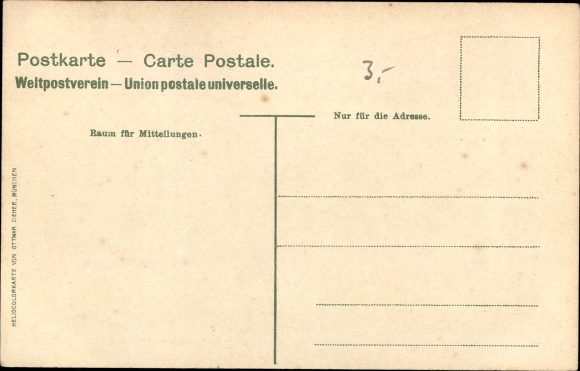 Postkarte — Carte Postale.
Weltpostverein — Union postale universelle.
3,-
Nur für die Adresse.
Raum für Mitteilungen.
HELIOCOLORKARTE VON OTTMAR ZIEHER, MÜNCHEN